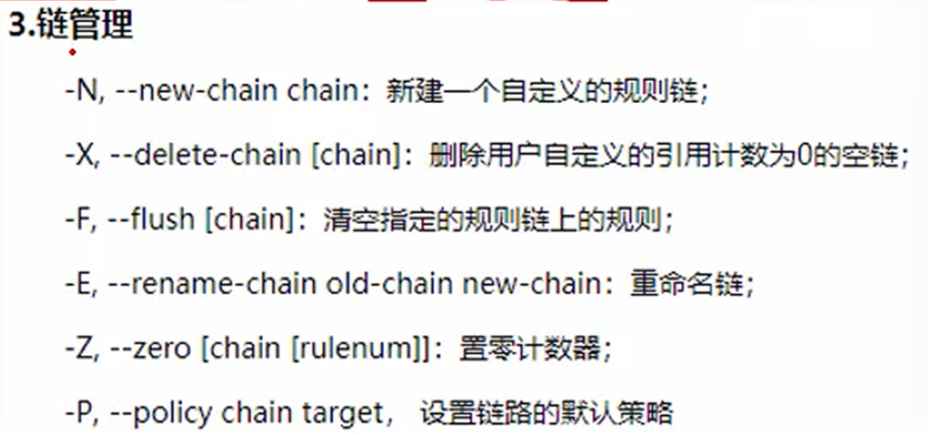 3.链管理
-N, --new-chain chain：新建一个自定义的规则链；
-X, --delete-chain [chain]：删除用户自定义的引用计数为0的空链；
-F, --flush [chain]：清空指定的规则链上的规则；
-E, --rename-chain old-chain new-chain：重命名链；
-Z, --zero [chain [rulenum]]：置零计数器；
-P, --policy chain target， 设置链路的默认策略